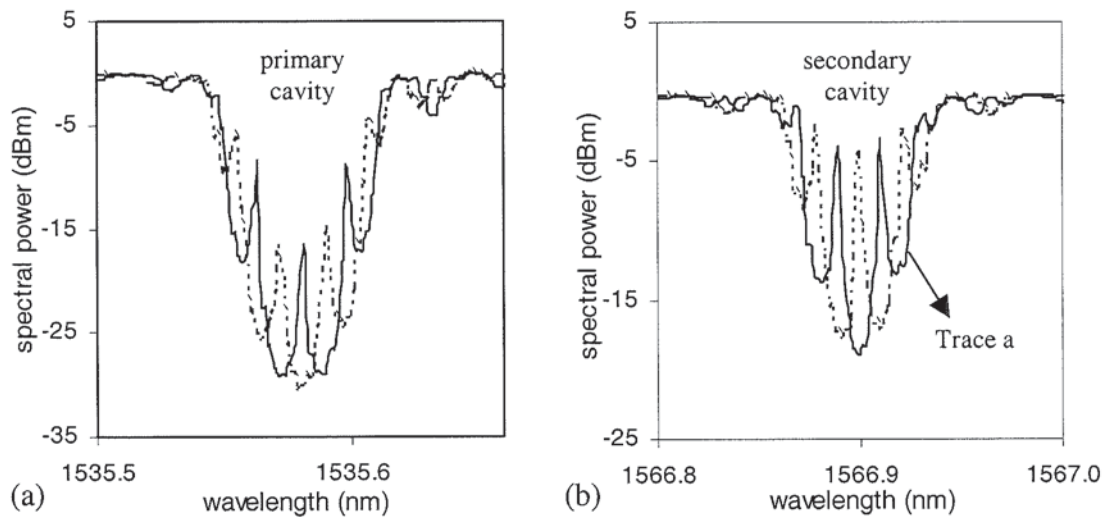 5
-5
-15
-25
-35
spectral power (dBm)
primary
cavity
1535.5
1535.6
wavelength (nm)
(a)
5
-5
-15
-25
spectral power (dBm)
secondary
cavity
Trace a
1566.8
1566.9
1567.0
wavelength (nm)
(b)